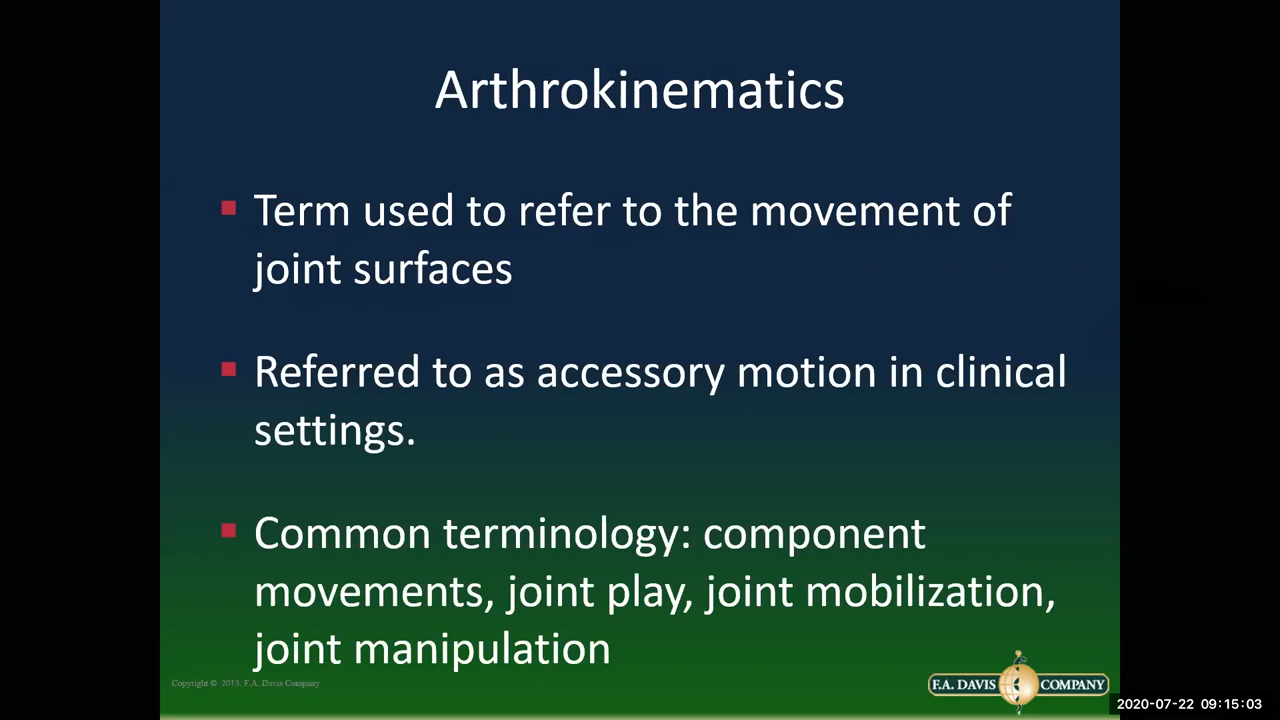 Arthrokinematics
Term used to refer to the movement of
joint surfaces
Referred to as accessory motion in clinical
settings.
Common terminology: component
movements, joint play, joint mobilization,
joint manipulation
Copyright © 2013. F.A. Davis Company
F.A. DAVIS COMPANY
2020-07-22 09:15:03